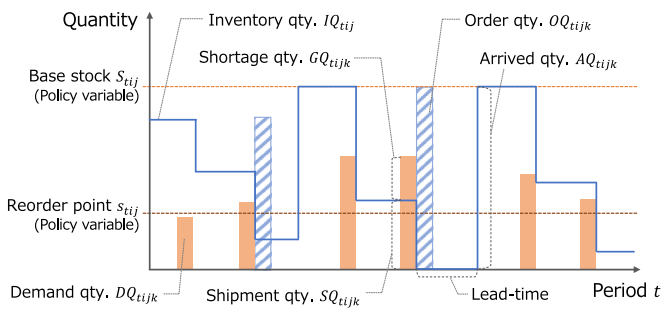 Quantity
Inventory qty. IQ_tij
Order qty. OQ_tijk
Shortage qty. GQ_tijk
Arrived qty. AQ_tijk
Base stock S_tij
(Policy variable)
Reorder point s_tij
(Policy variable)
Demand qty. DQ_tijk
Shipment qty. SQ_tijk
Lead-time
Period t